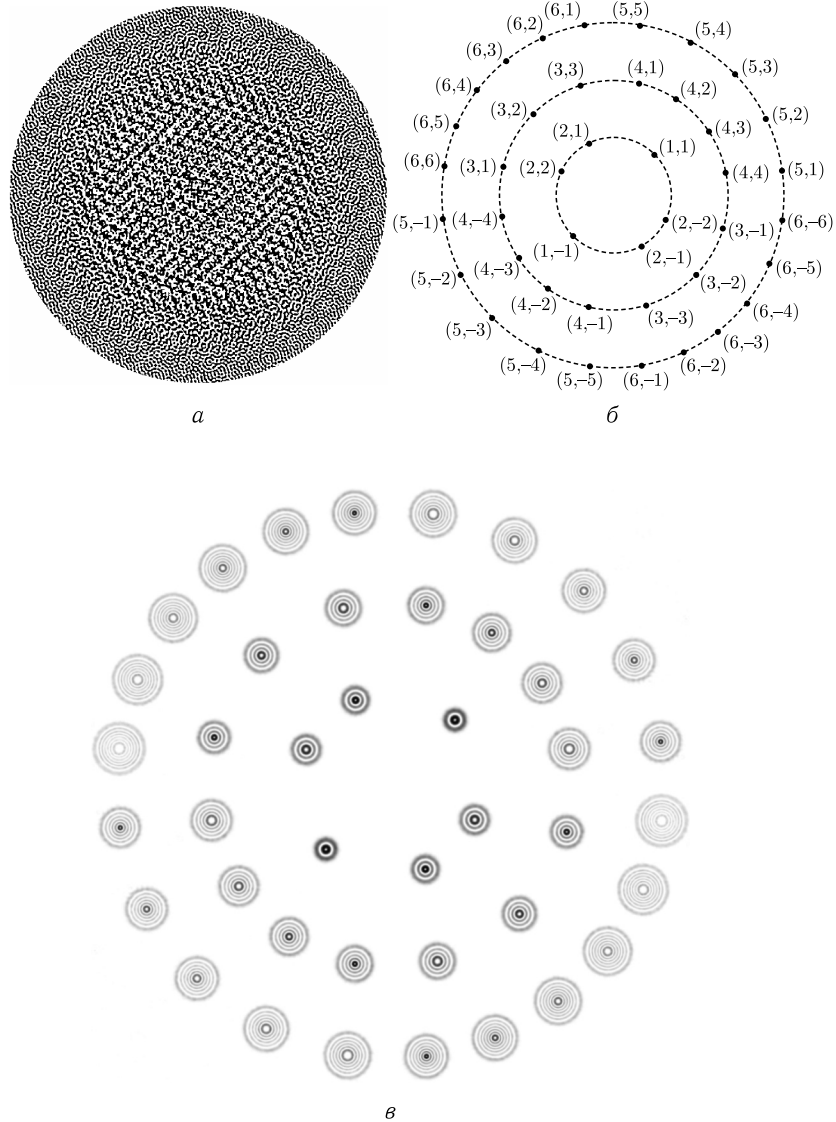 (6,1) (5,5)
(6,2) (5,4)
(6,3) (3,3) (4,1) (5,3)
(6,4) (4,2)
(3,2) (5,2)
(6,5) (2,1) (4,3)
(6,6) (3,1) (2,2) (1,1) (4,4) (5,1)
(5,–1) (4,–4) (2,–2) (3,–1) (6,–6)
(1,–1) (2,–1)
(5,–2) (4,–3) (3,–2) (6,–5)
(4,–2) (6,–4)
(5,–3) (4,–1) (3,–3) (6,–3)
(5,–4) (5,–5) (6,–1) (6,–2)
а б
в